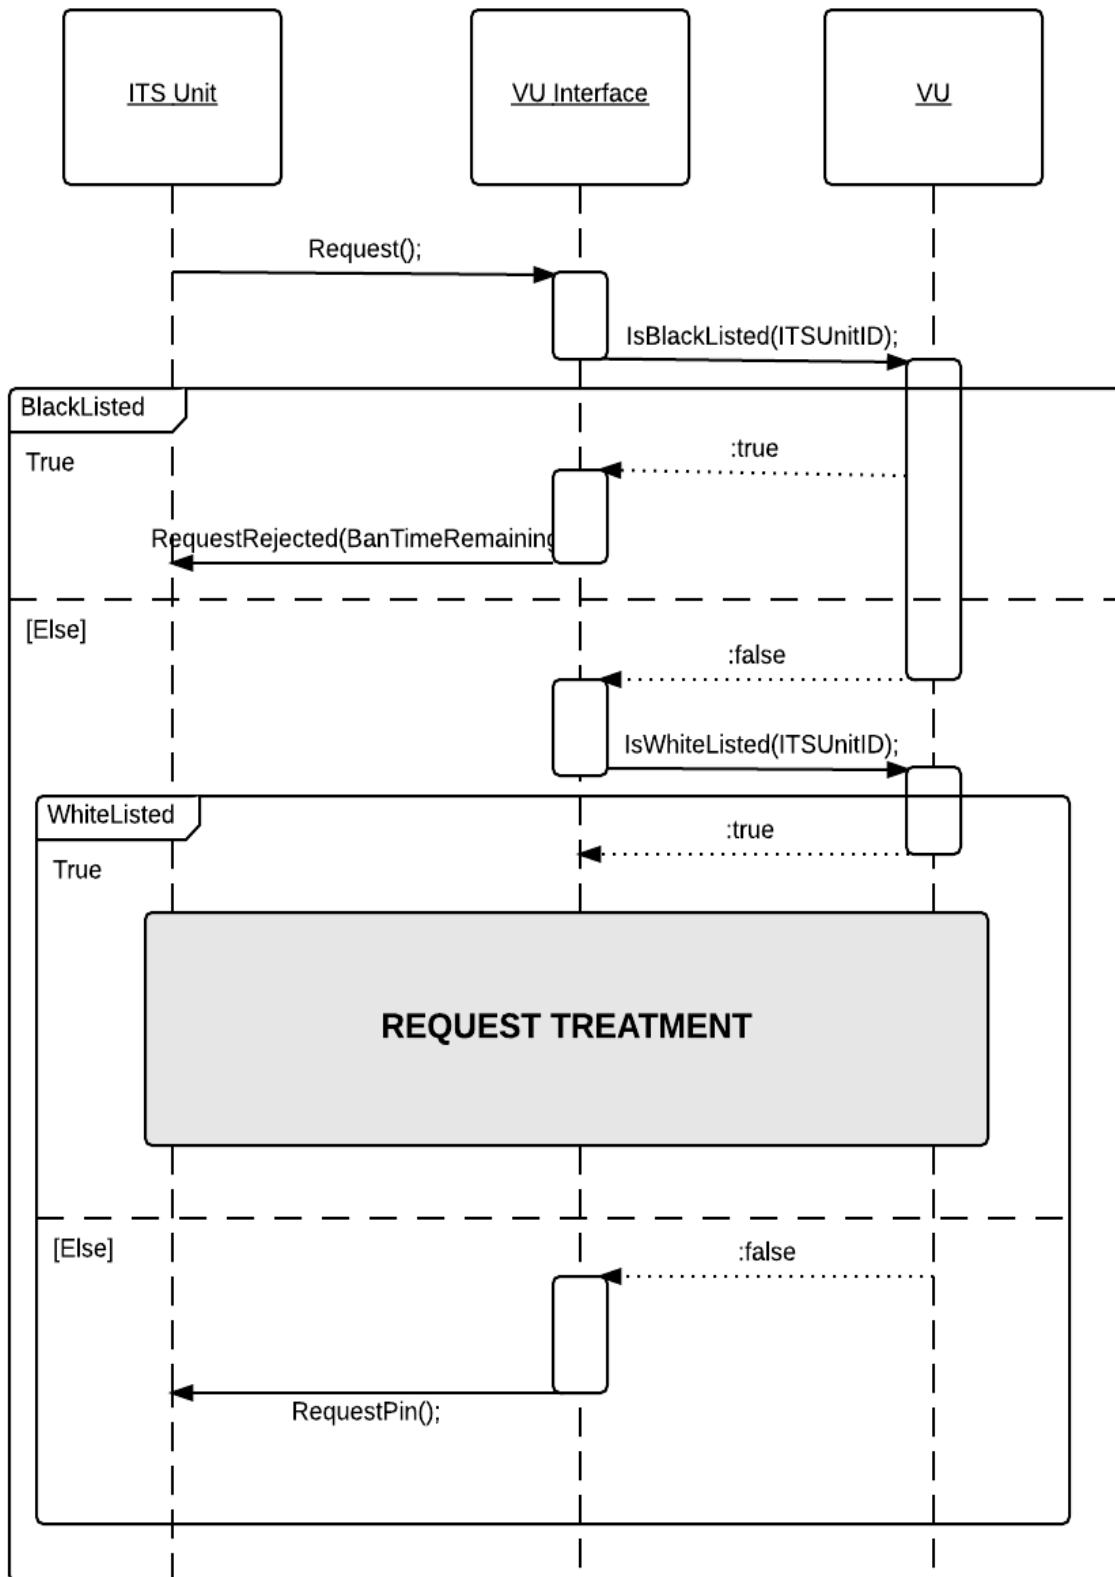 ITS Unit
VU Interface
VU
Request();
IsBlackListed(ITSUnitID);
BlackListed
True
:true
RequestRejected(BanTimeRemaining
[Else]
:false
IsWhiteListed(ITSUnitID);
WhiteListed
:true
True
REQUEST TREATMENT
[Else]
:false
RequestPin();